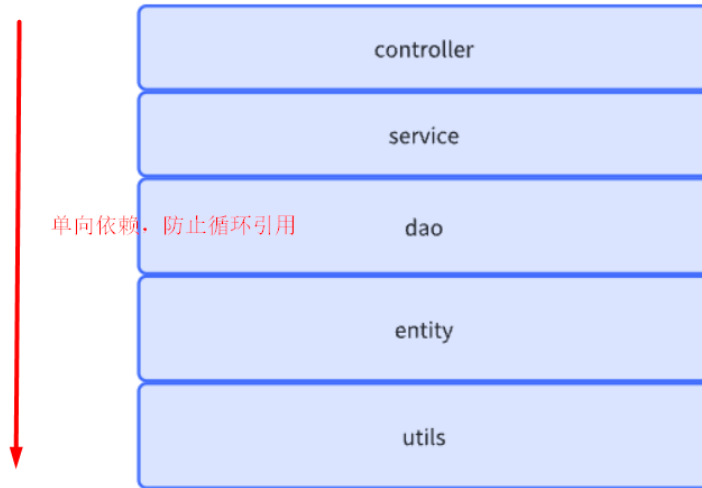 controller
service
单向依赖，防止循环引用
dao
entity
utils